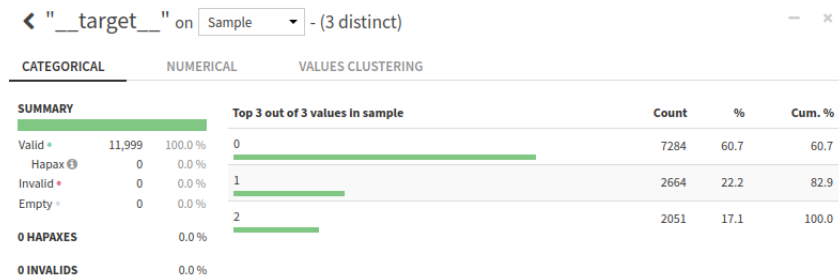 "__target__" on Sample - (3 distinct)
CATEGORICAL NUMERICAL VALUES CLUSTERING
SUMMARY
Valid 11,999 100.0 %
Hapax 0 0.0 %
Invalid 0 0.0 %
Empty 0 0.0 %
0 HAPAXES 0.0 %
0 INVALIDS 0.0 %
Top 3 out of 3 values in sample Count % Cum. %
0 7284 60.7 60.7
1 2664 22.2 82.9
2 2051 17.1 100.0